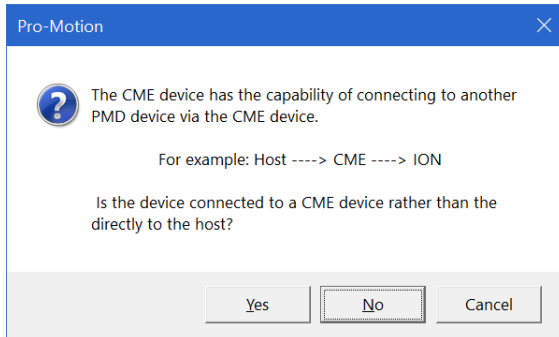 Pro-Motion
The CME device has the capability of connecting to another
PMD device via the CME device.
For example: Host ----> CME ----> ION
Is the device connected to a CME device rather than the
directly to the host?
Yes No Cancel